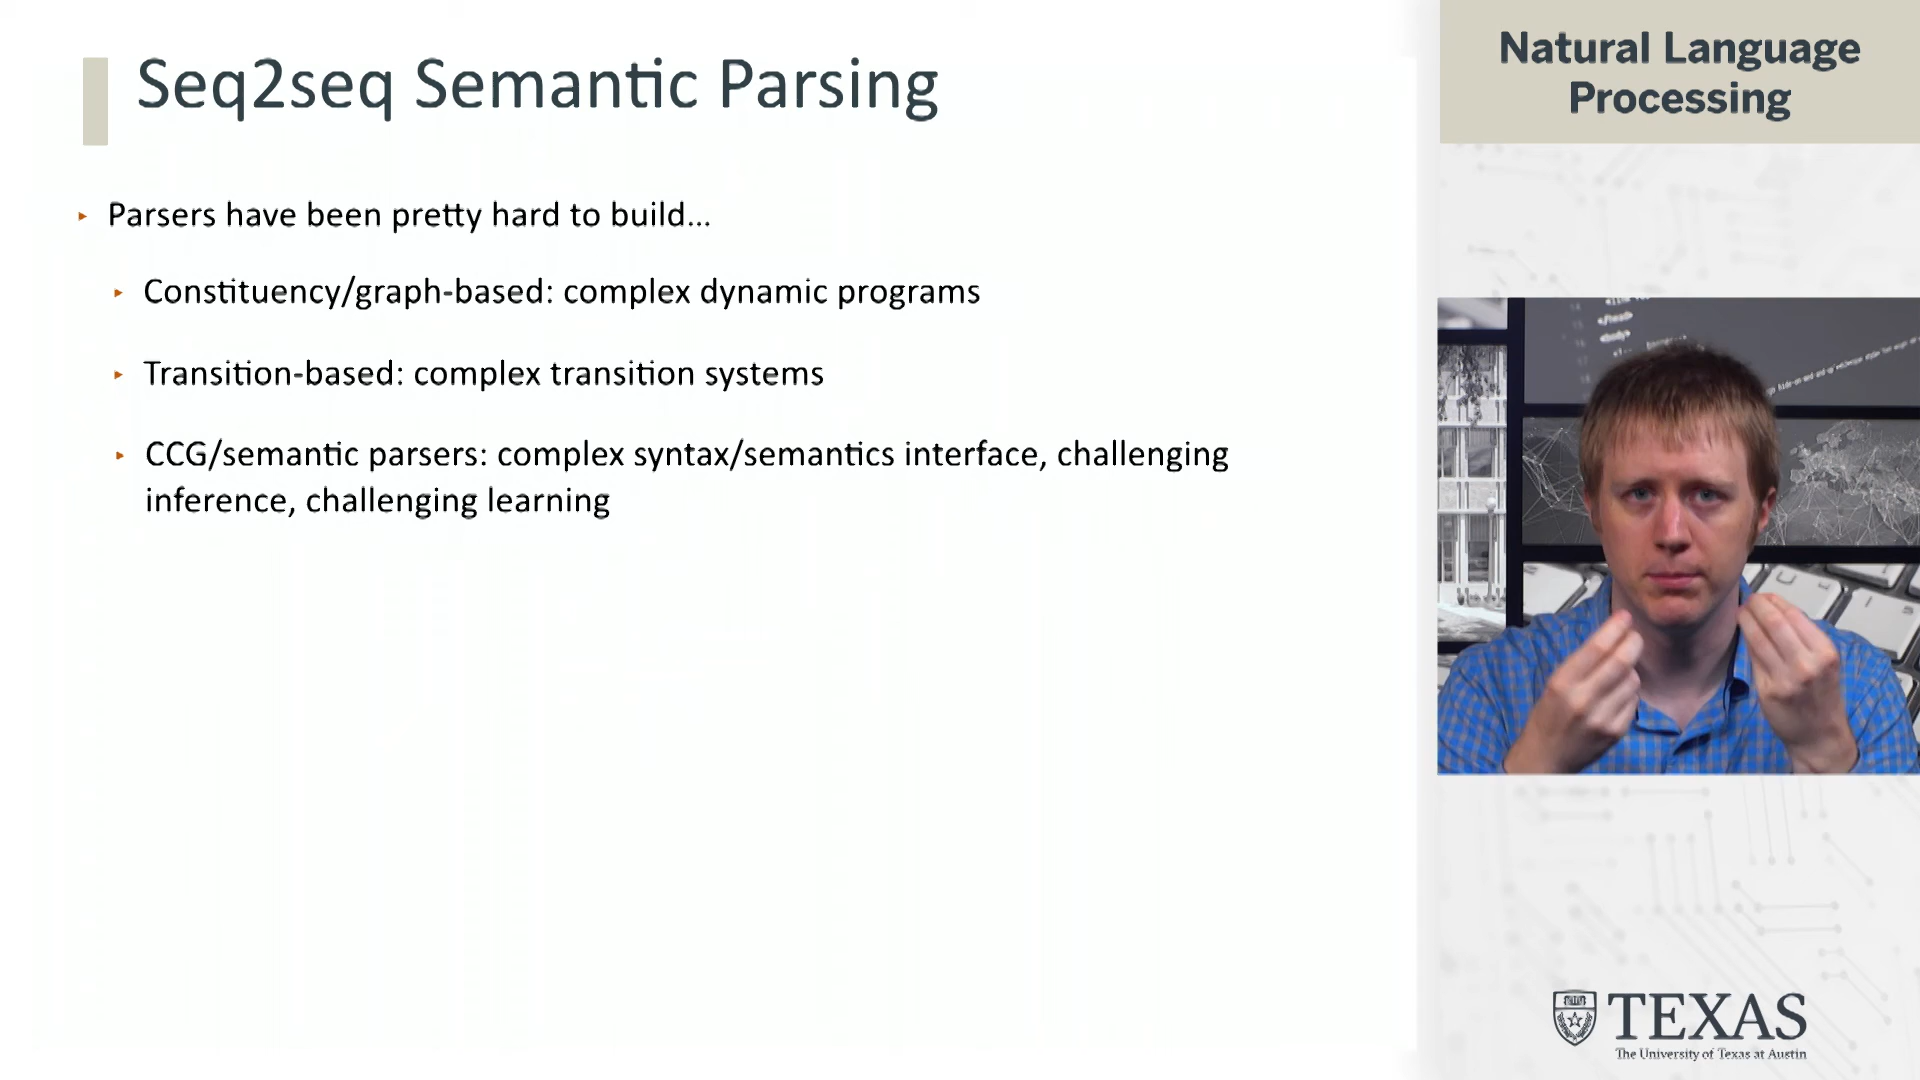 Seq2seq Semantic Parsing
Natural Language
Processing
Parsers have been pretty hard to build...
Constituency/graph-based: complex dynamic programs
Transition-based: complex transition systems
CCG/semantic parsers: complex syntax/semantics interface, challenging
inference, challenging learning
TEXAS
The University of Texas at Austin